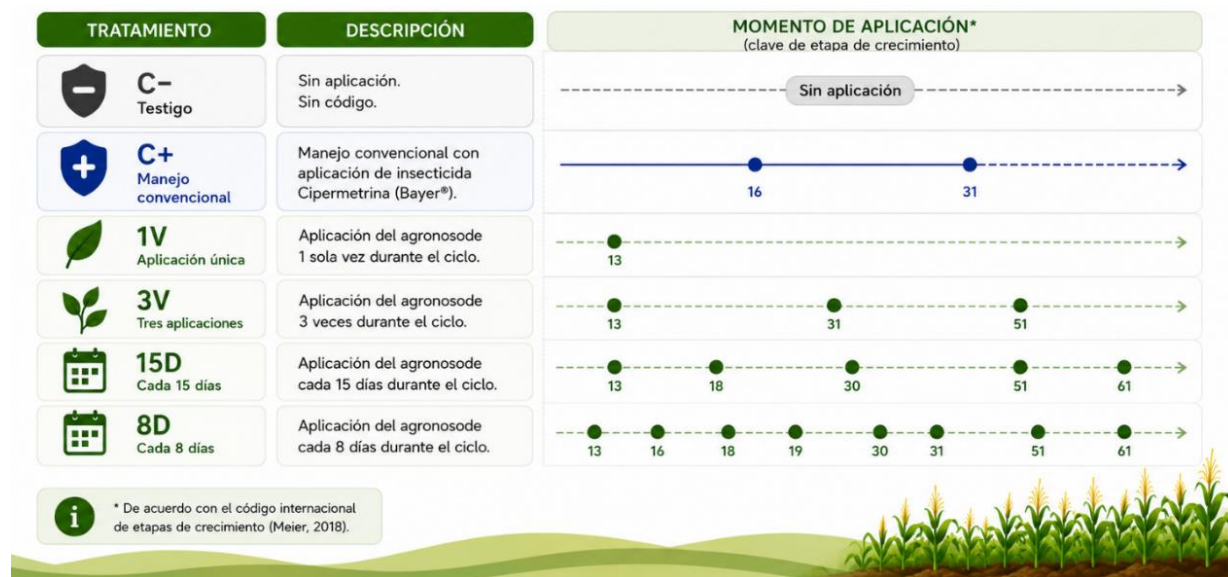 TRATAMIENTO
DESCRIPCIÓN
MOMENTO DE APLICACIÓN*
(clave de etapa de crecimiento)
C−
Testigo
Sin aplicación.
Sin código.
Sin aplicación
C+
Manejo
convencional
Manejo convencional con
aplicación de insecticida
Cipermetrina (Bayer®).
16 31
1V
Aplicación única
Aplicación del agronosode
1 sola vez durante el ciclo.
13
3V
Tres aplicaciones
Aplicación del agronosode
3 veces durante el ciclo.
13 31 51
15D
Cada 15 días
Aplicación del agronosode
cada 15 días durante el ciclo.
13 18 30 51 61
8D
Cada 8 días
Aplicación del agronosode
cada 8 días durante el ciclo.
13 16 18 19 30 31 51 61
i
* De acuerdo con el código internacional
de etapas de crecimiento (Meier, 2018).